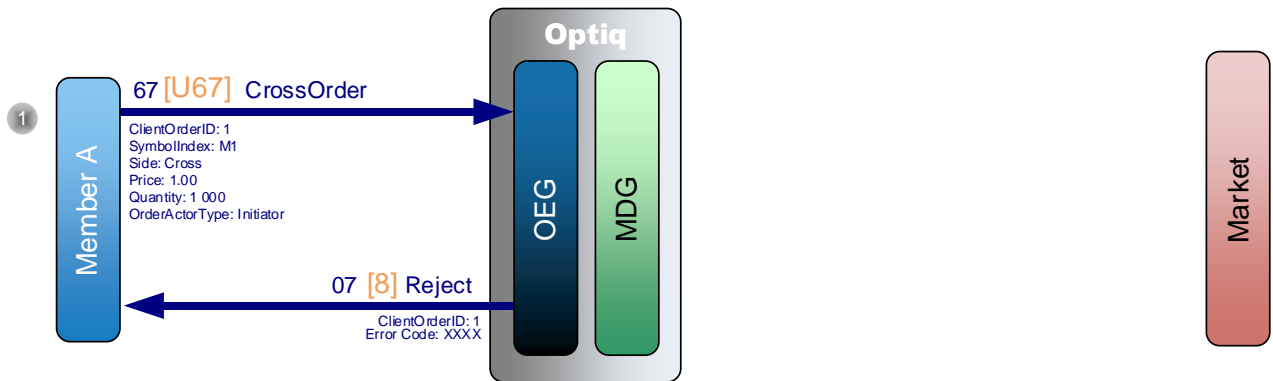 Optiq
67 [U67] CrossOrder
1
ClientOrderID: 1
SymbolIndex: M1
Side: Cross
Price: 1.00
Quantity: 1 000
OrderActorType: Initiator
Member A
OEG
MDG
Market
07 [8] Reject
ClientOrderID: 1
Error Code: XXXX